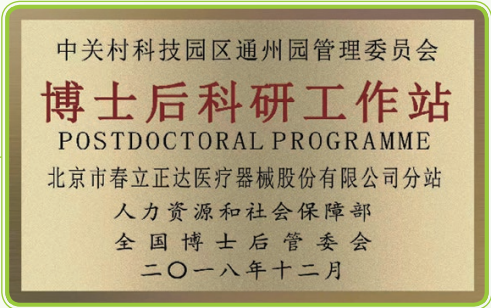 中关村科技园区通州园管理委员会
博士后科研工作站
POSTDOCTORAL PROGRAMME
北京市春立正达医疗器械股份有限公司分站
人力资源和社会保障部
全国博士后管委会
二〇一八年十二月